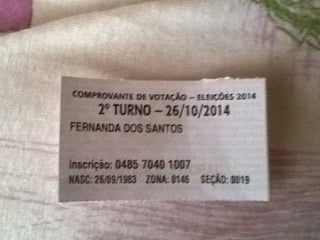 COMPROVANTE DE VOTAÇÃO - ELEIÇÕES 2014
2º TURNO - 26/10/2014
FERNANDA DOS SANTOS
Inscrição: 0485 7040 1007
NASC: 26/09/1983 ZONA: 0146 SEÇÃO: 0019